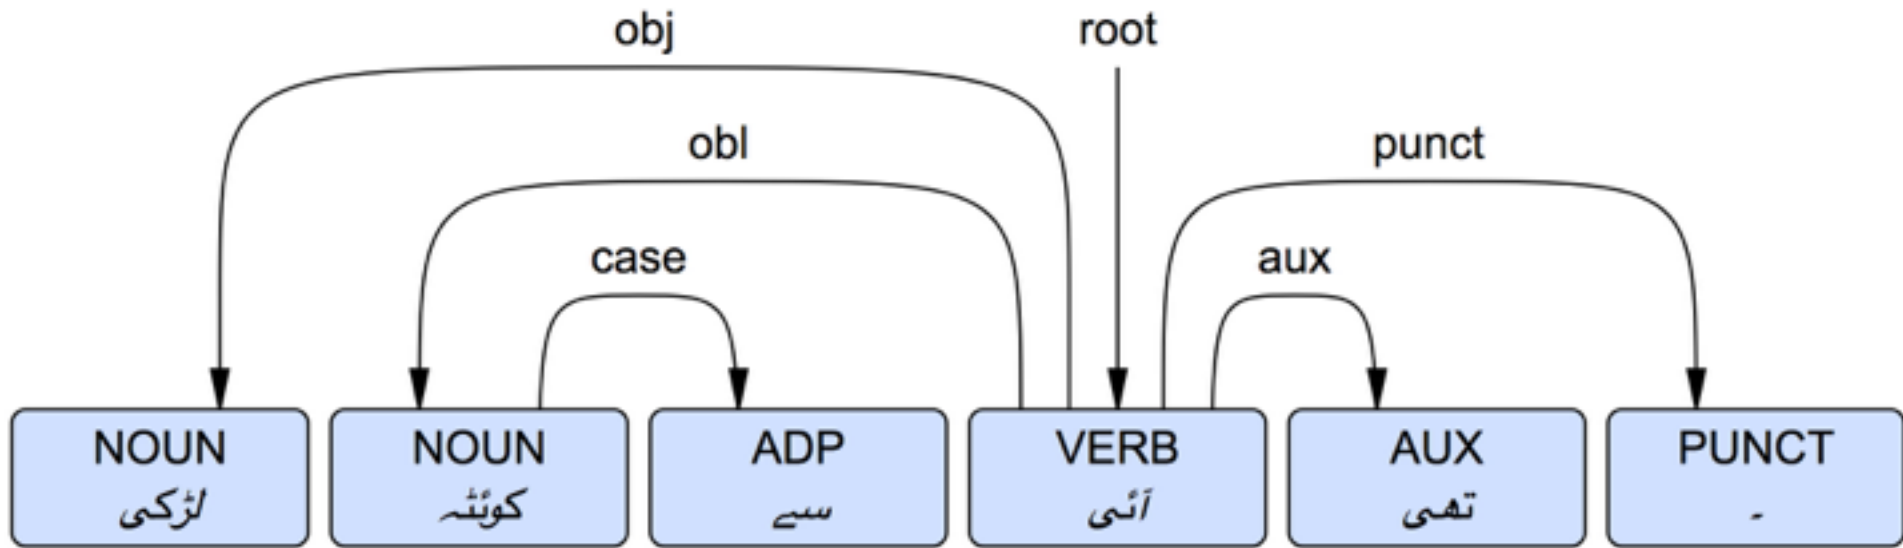 obj root
obl punct
case aux
NOUN NOUN ADP VERB AUX PUNCT
لڑکی کوئٹہ سے آئی تھی ۔